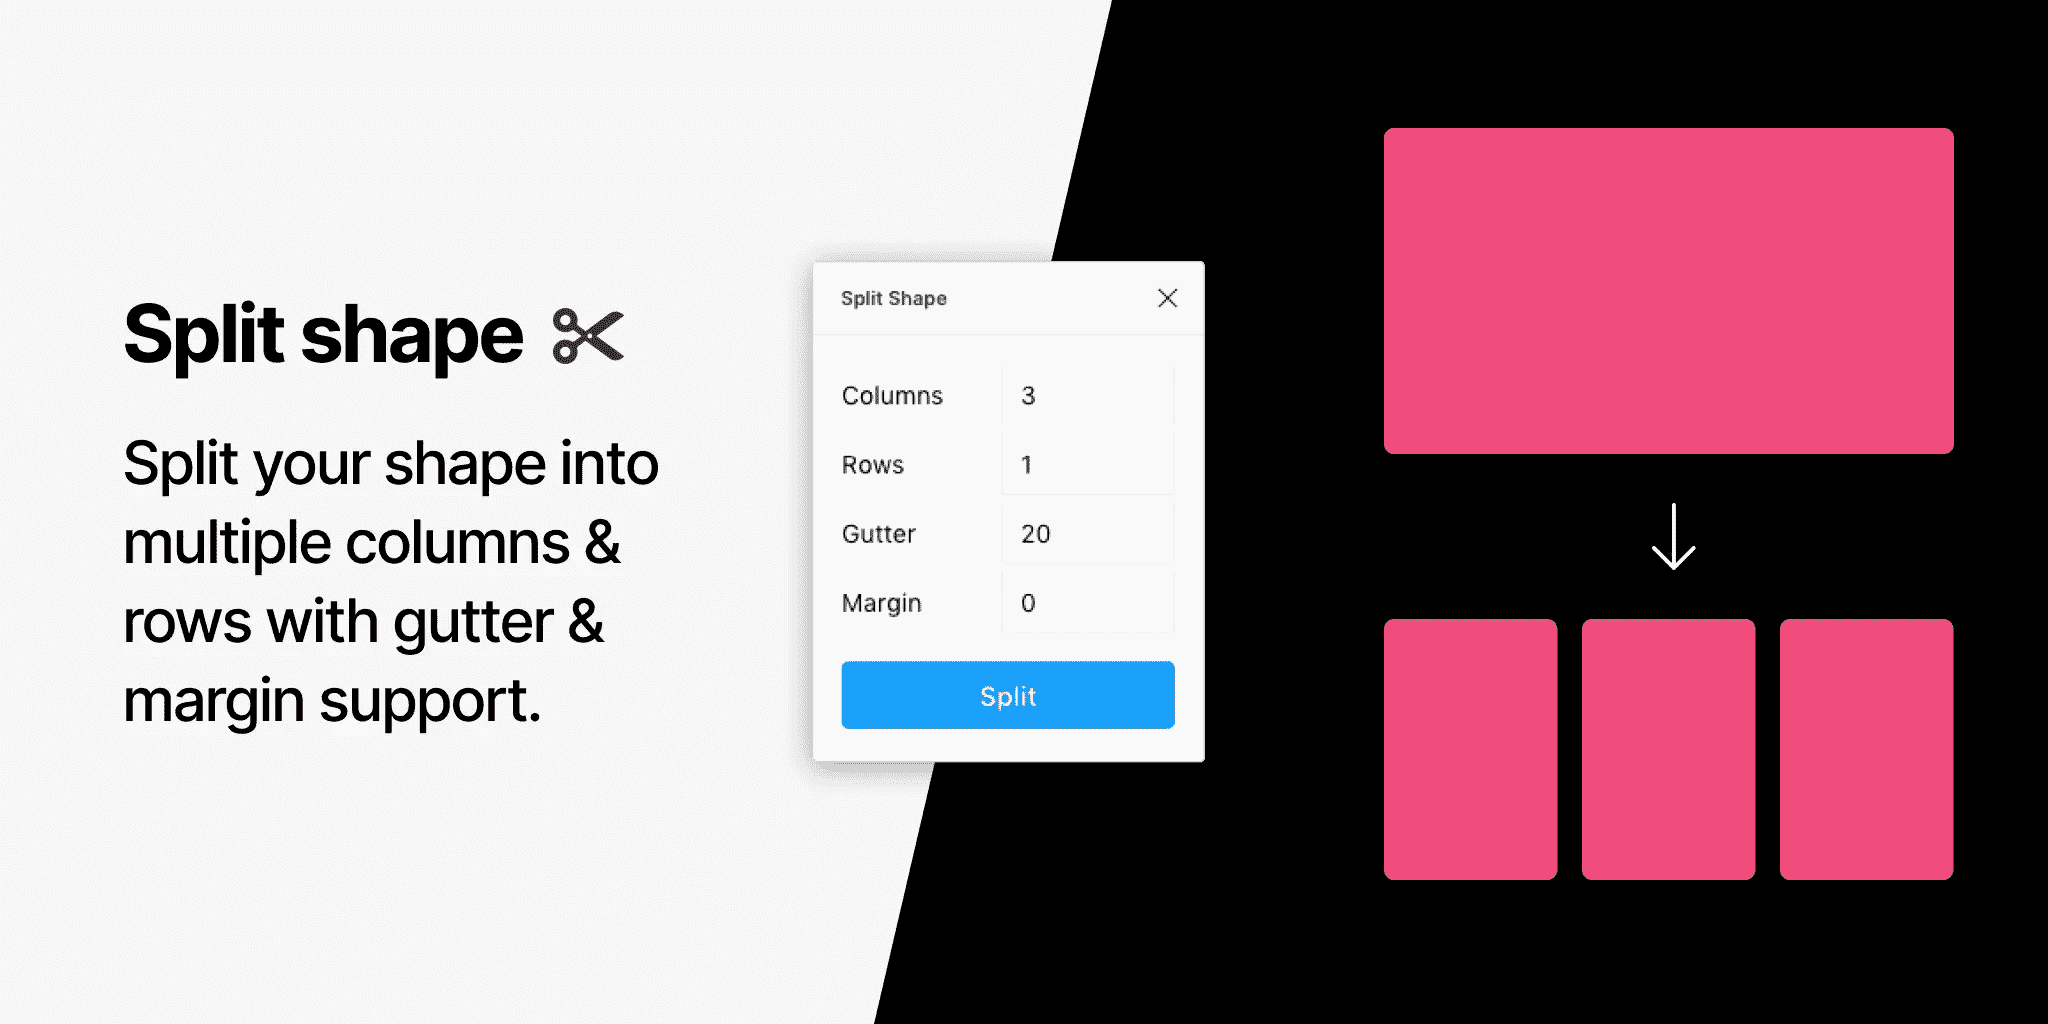 Split shape
Split your shape into
multiple columns &
rows with gutter &
margin support.
Split Shape
Columns 3
Rows 1
Gutter 20
Margin 0
Split